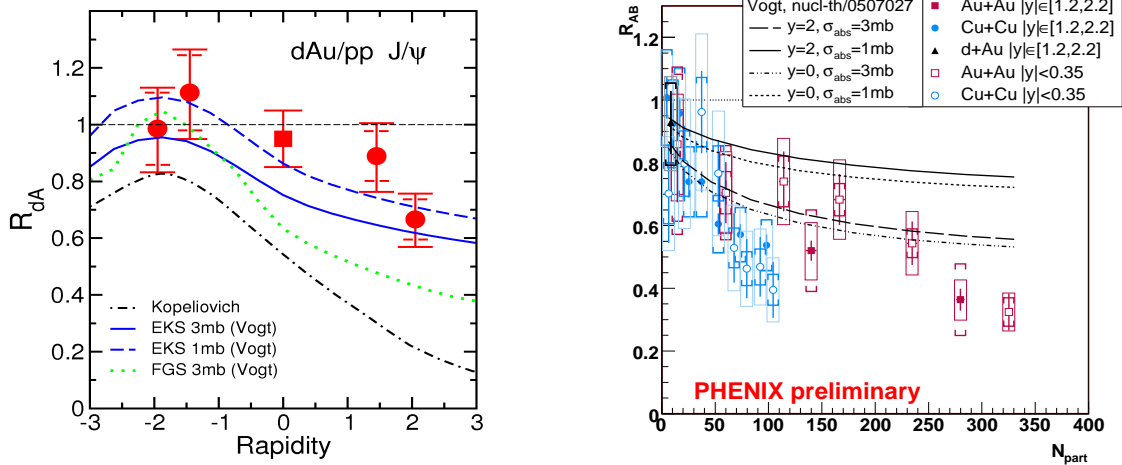 dAu/pp J/ψ
R_dA
1.2
1
0.8
0.6
0.4
0.2
0
Kopeliovich
EKS 3mb (Vogt)
EKS 1mb (Vogt)
FGS 3mb (Vogt)
-3 -2 -1 0 1 2 3
Rapidity
R_AB
1.2
1
0.8
0.6
0.4
0.2
0
Vogt, nucl-th/0507027
y=2, σ_abs=3mb
y=2, σ_abs=1mb
y=0, σ_abs=3mb
y=0, σ_abs=1mb
Au+Au |y|∈[1.2,2.2]
Cu+Cu |y|∈[1.2,2.2]
d+Au |y|∈[1.2,2.2]
Au+Au |y|<0.35
Cu+Cu |y|<0.35
PHENIX preliminary
0 50 100 150 200 250 300 350 400
N_part